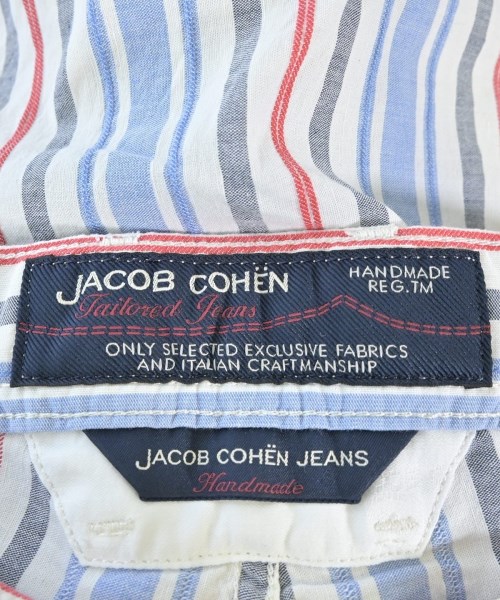 JACOB COHËN
Tailored Jeans
HANDMADE
REG.TM
ONLY SELECTED EXCLUSIVE FABRICS
AND ITALIAN CRAFTMANSHIP
JACOB COHËN JEANS
Handmade